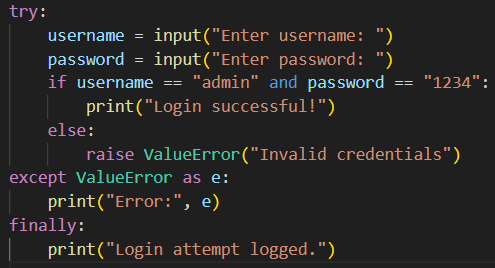 try:
    username = input("Enter username: ")
    password = input("Enter password: ")
    if username == "admin" and password == "1234":
        print("Login successful!")
    else:
        raise ValueError("Invalid credentials")
except ValueError as e:
    print("Error:", e)
finally:
    print("Login attempt logged.")